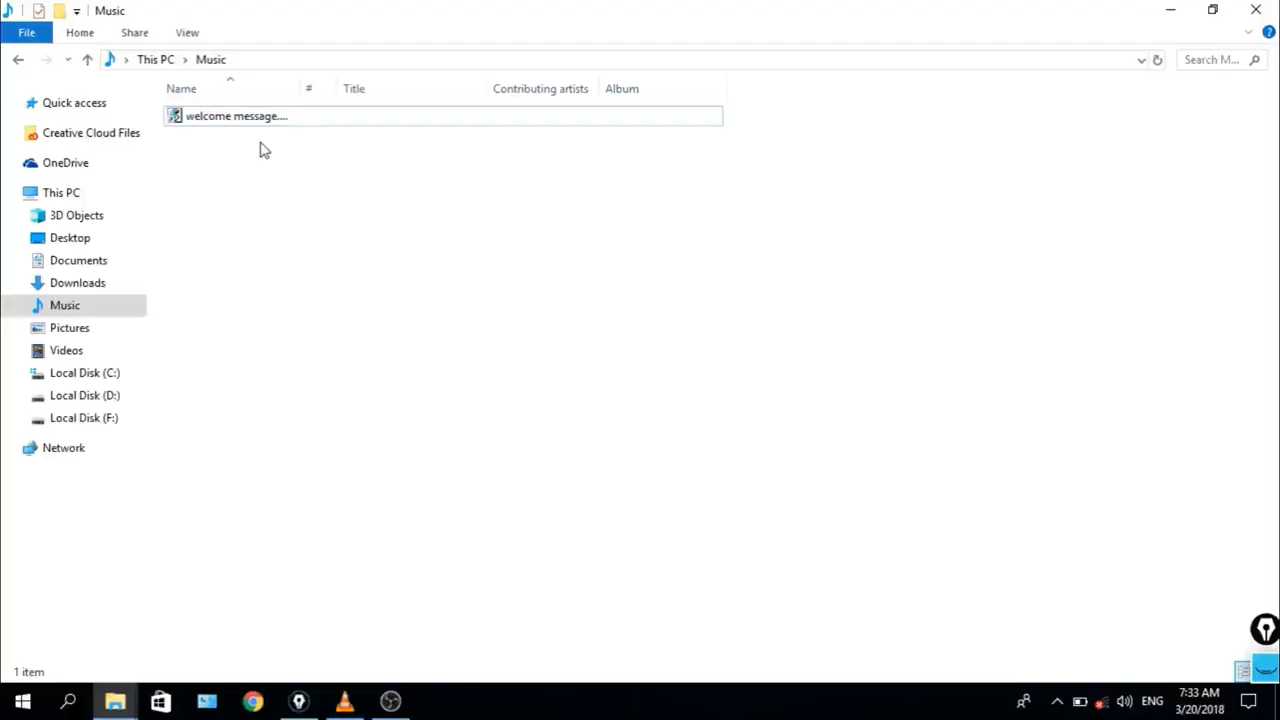 Music
File Home Share View
This PC Music Search M...
Name # Title Contributing artists Album
welcome message....
Quick access
Creative Cloud Files
OneDrive
This PC
3D Objects
Desktop
Documents
Downloads
Music
Pictures
Videos
Local Disk (C:)
Local Disk (D:)
Local Disk (F:)
Network
1 item
ENG
7:33 AM
3/20/2018